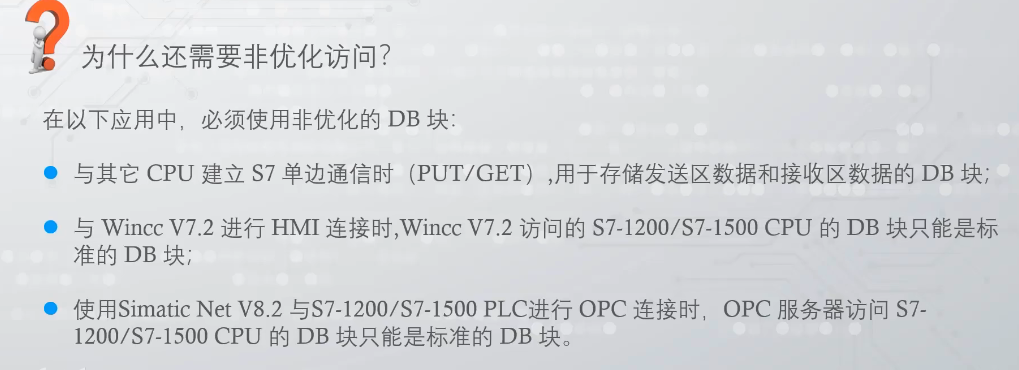 为什么还需要非优化访问？
在以下应用中，必须使用非优化的 DB 块：
与其它 CPU 建立 S7 单边通信时（PUT/GET）,用于存储发送区数据和接收区数据的 DB 块；
与 Wincc V7.2 进行 HMI 连接时,Wincc V7.2 访问的 S7-1200/S7-1500 CPU 的 DB 块只能是标
准的 DB 块；
使用Simatic Net V8.2 与S7-1200/S7-1500 PLC进行 OPC 连接时，OPC 服务器访问 S7-
1200/S7-1500 CPU 的 DB 块只能是标准的 DB 块。